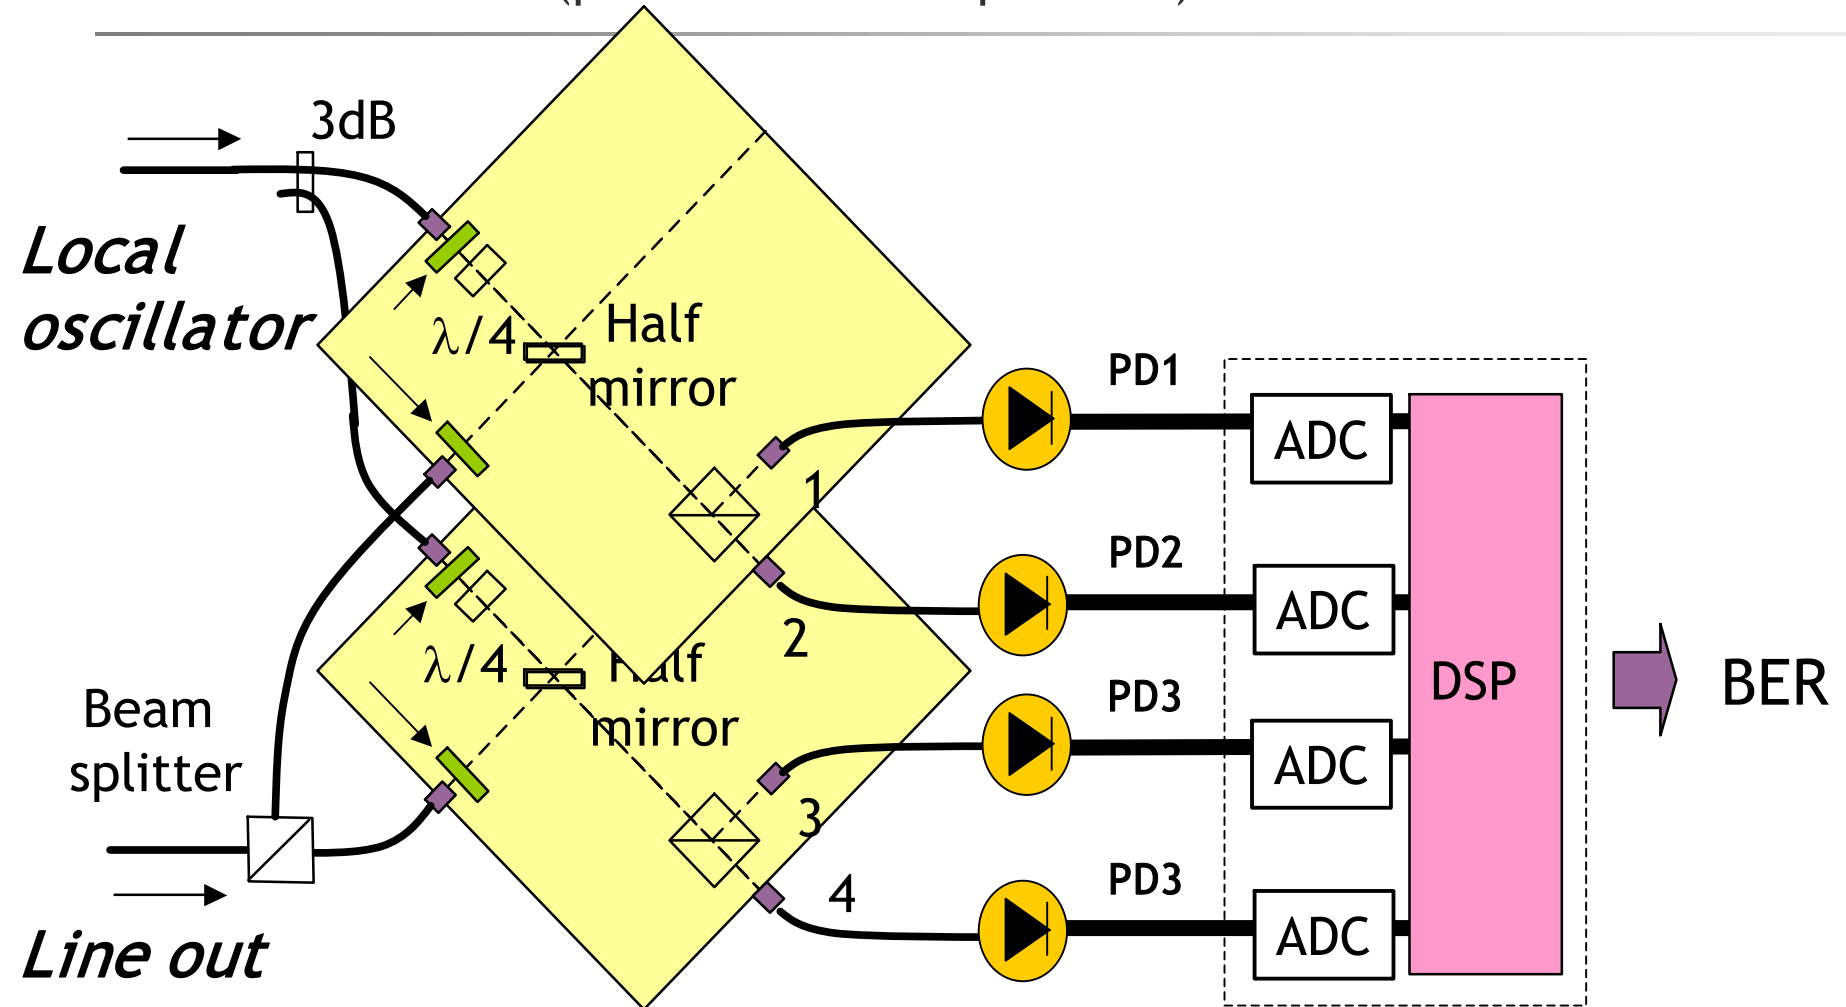 3dB
Local
oscillator
λ/4
Half
mirror
1
2
λ/4
mirror
3
4
Beam
splitter
Line out
PD1
PD2
PD3
PD3
ADC
ADC
ADC
ADC
DSP
BER